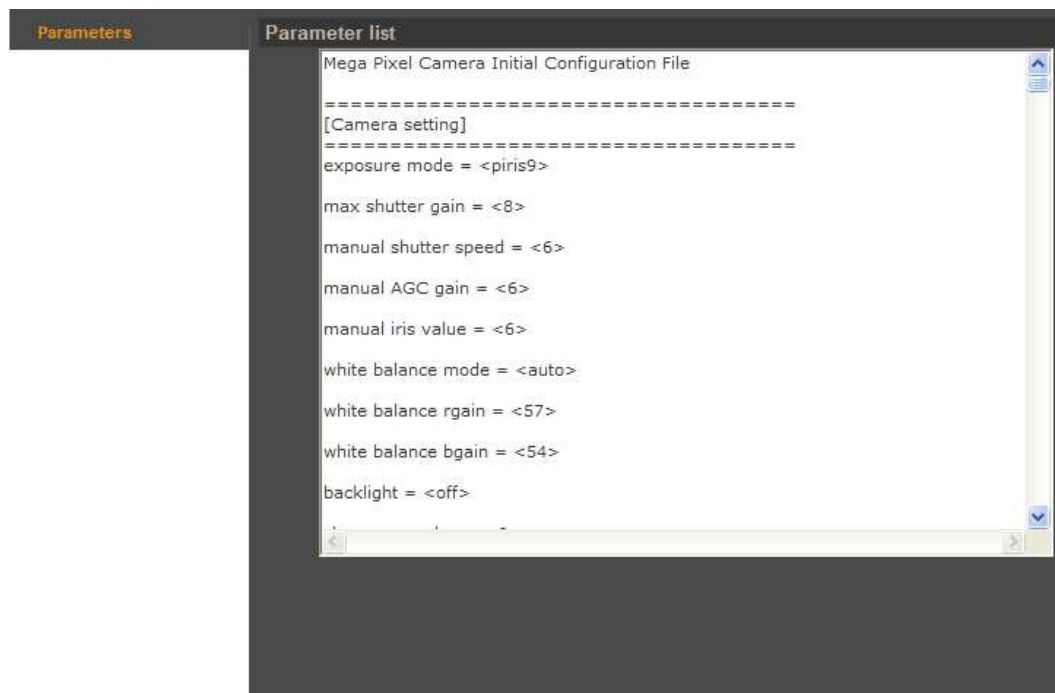 Parameters
Parameter list
Mega Pixel Camera Initial Configuration File
====================================
[Camera setting]
====================================
exposure mode = <piris9>
max shutter gain = <8>
manual shutter speed = <6>
manual AGC gain = <6>
manual iris value = <6>
white balance mode = <auto>
white balance rgain = <57>
white balance bgain = <54>
backlight = <off>